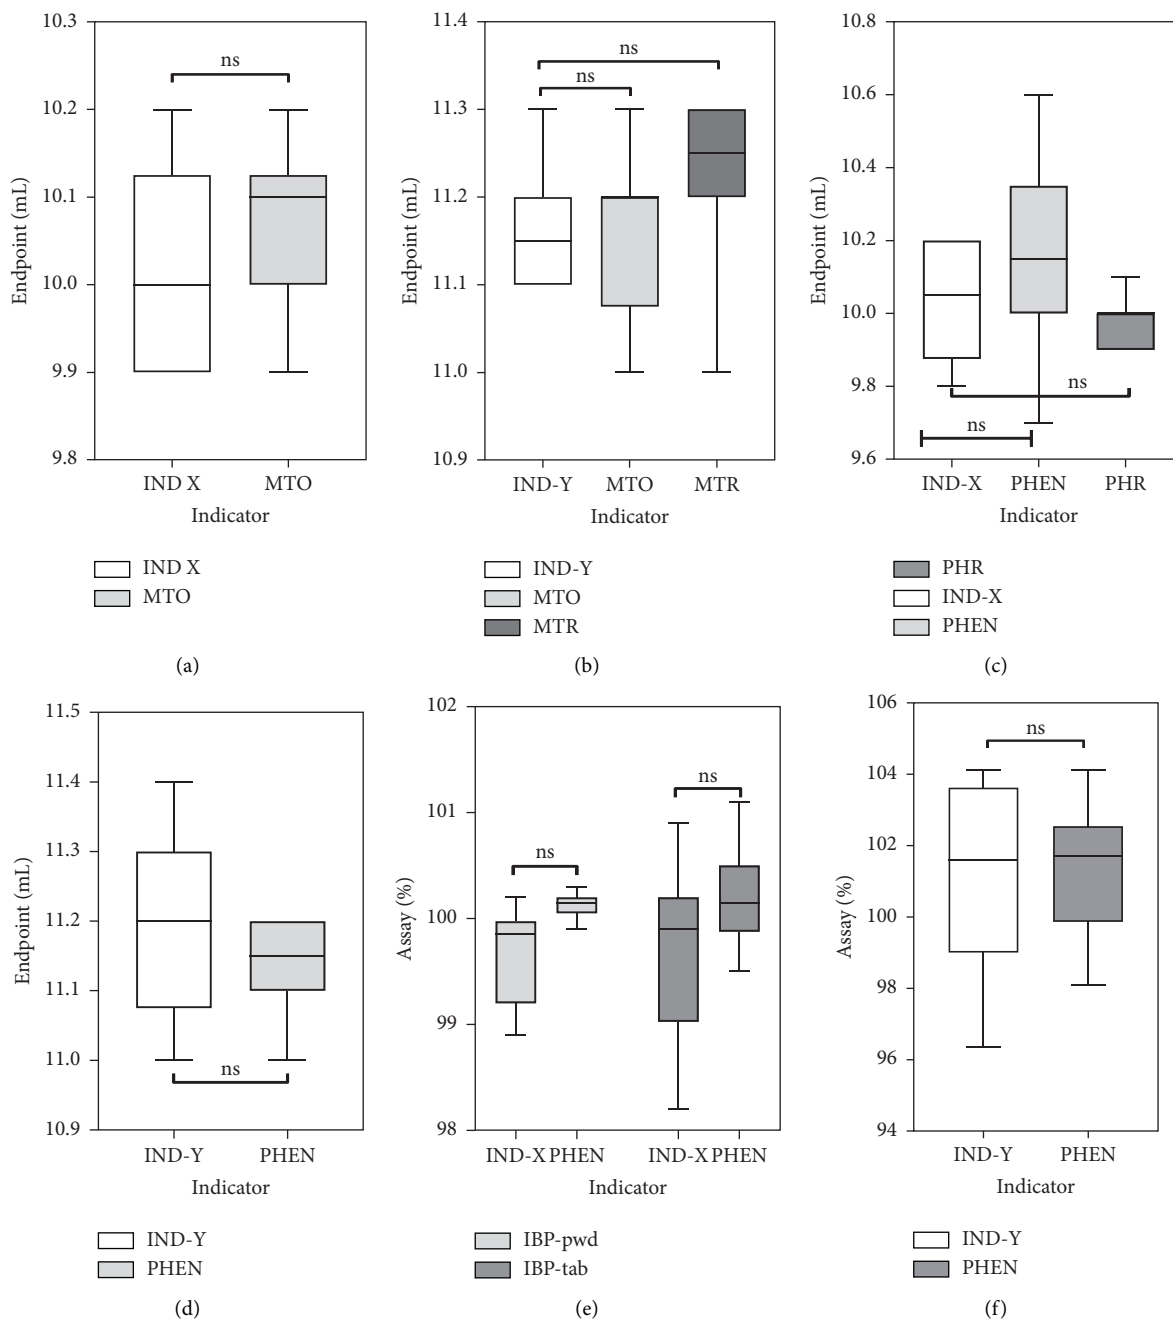 10.3
10.2
10.1
10.0
9.9
9.8
Endpoint (mL)
ns
IND X MTO
Indicator
IND X
MTO
(a)
11.4
11.3
11.2
11.1
11.0
10.9
Endpoint (mL)
ns
ns
IND-Y MTO MTR
Indicator
IND-Y
MTO
MTR
(b)
10.8
10.6
10.4
10.2
10.0
9.8
9.6
Endpoint (mL)
ns
ns
IND-X PHEN PHR
Indicator
PHR
IND-X
PHEN
(c)
11.5
11.4
11.3
11.2
11.1
11.0
10.9
Endpoint (mL)
ns
IND-Y PHEN
Indicator
IND-Y
PHEN
(d)
102
101
100
99
98
Assay (%)
ns
ns
IND-X PHEN IND-X PHEN
Indicator
IBP-pwd
IBP-tab
(e)
106
104
102
100
98
96
94
Assay (%)
ns
IND-Y PHEN
Indicator
IND-Y
PHEN
(f)